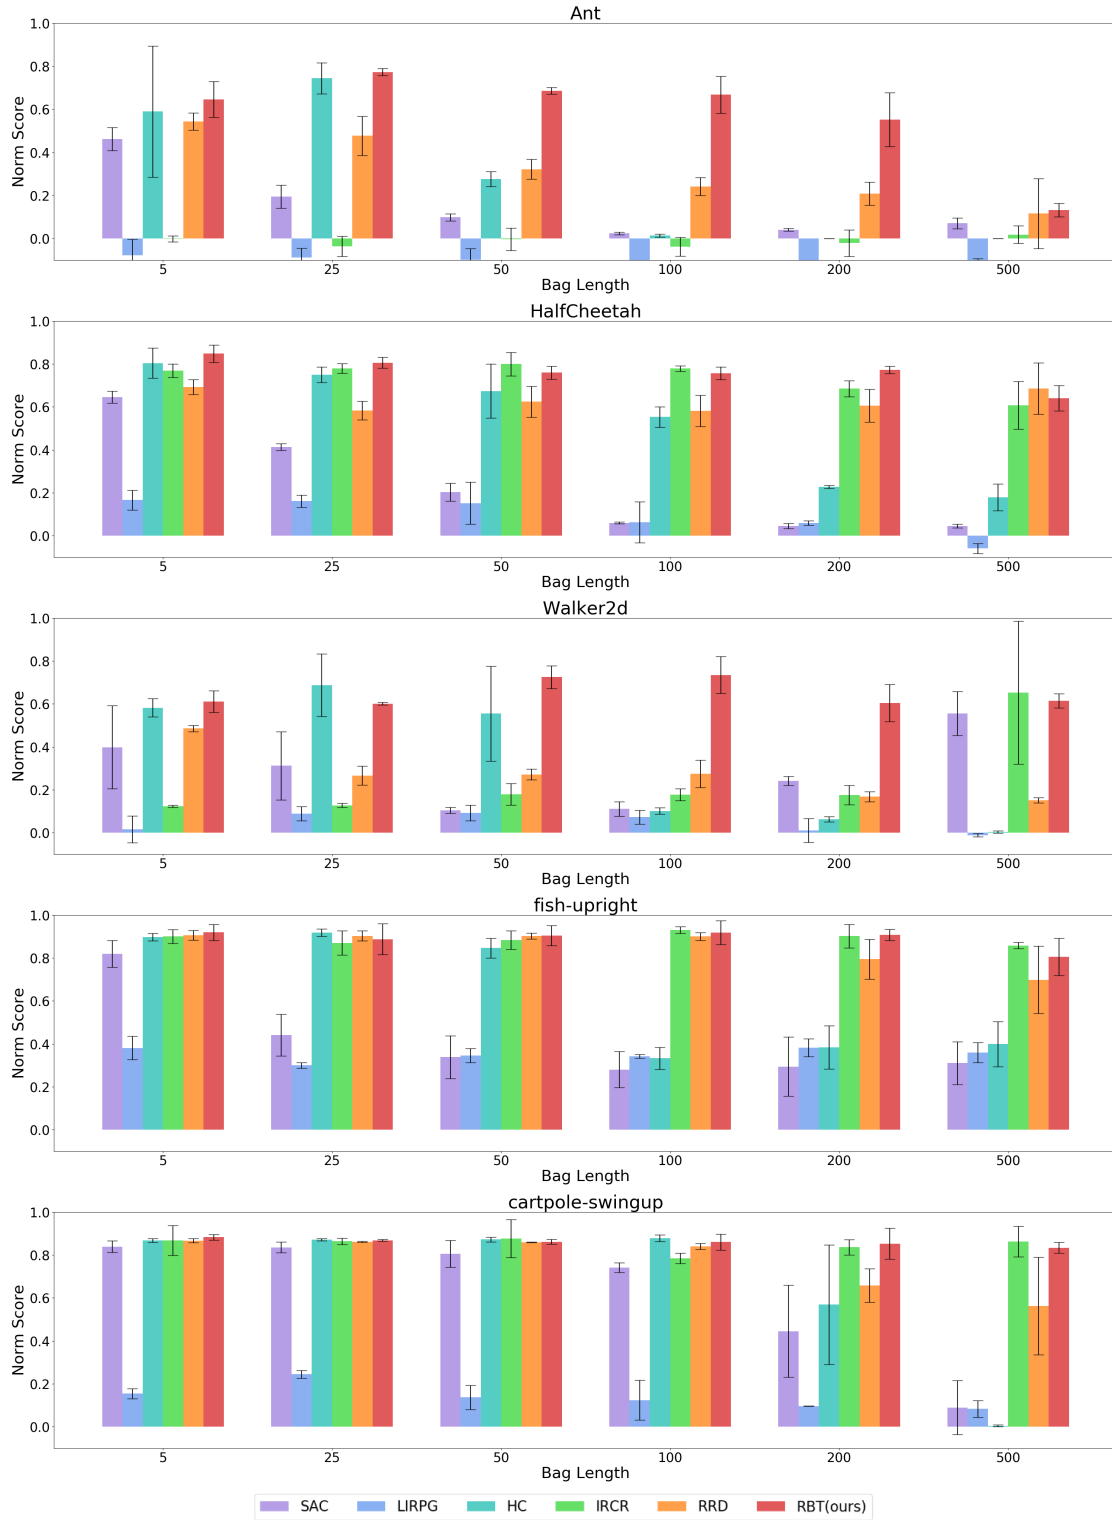 Ant
1.0
0.8
0.6
0.4
0.2
0.0
Norm Score
5 25 50 100 200 500
Bag Length
HalfCheetah
1.0
0.8
0.6
0.4
0.2
0.0
Norm Score
5 25 50 100 200 500
Bag Length
Walker2d
1.0
0.8
0.6
0.4
0.2
0.0
Norm Score
5 25 50 100 200 500
Bag Length
fish-upright
1.0
0.8
0.6
0.4
0.2
0.0
Norm Score
5 25 50 100 200 500
Bag Length
cartpole-swingup
1.0
0.8
0.6
0.4
0.2
0.0
Norm Score
5 25 50 100 200 500
Bag Length
SAC LIRPG HC IRCR RRD RBT(ours)